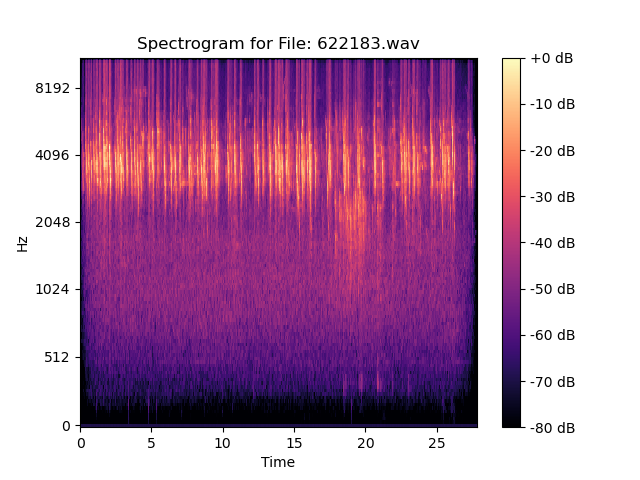 Spectrogram for File: 622183.wav
+0 dB
8192
-10 dB
4096
-20 dB
-30 dB
2048
Hz
-40 dB
1024
-50 dB
512
-60 dB
-70 dB
0
-80 dB
0 5 10 15 20 25
Time